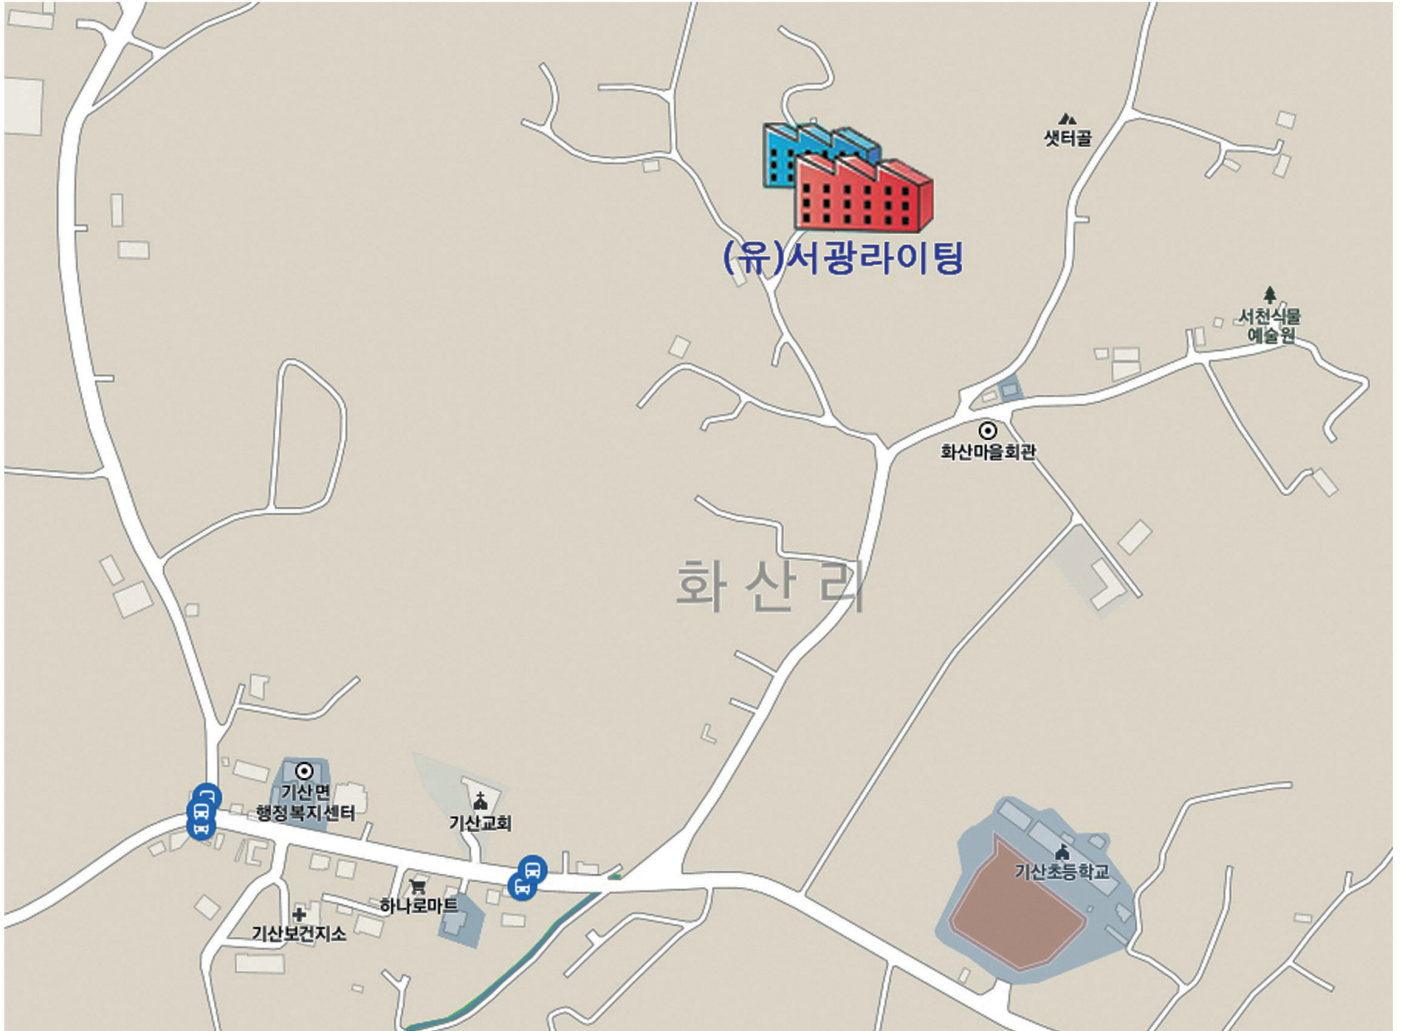 샛터골
(유)서광라이팅
서천식물
예술원
화산마을회관
화산리
기산면
행정복지센터
기산교회
기산초등학교
하나로마트
기산보건지소